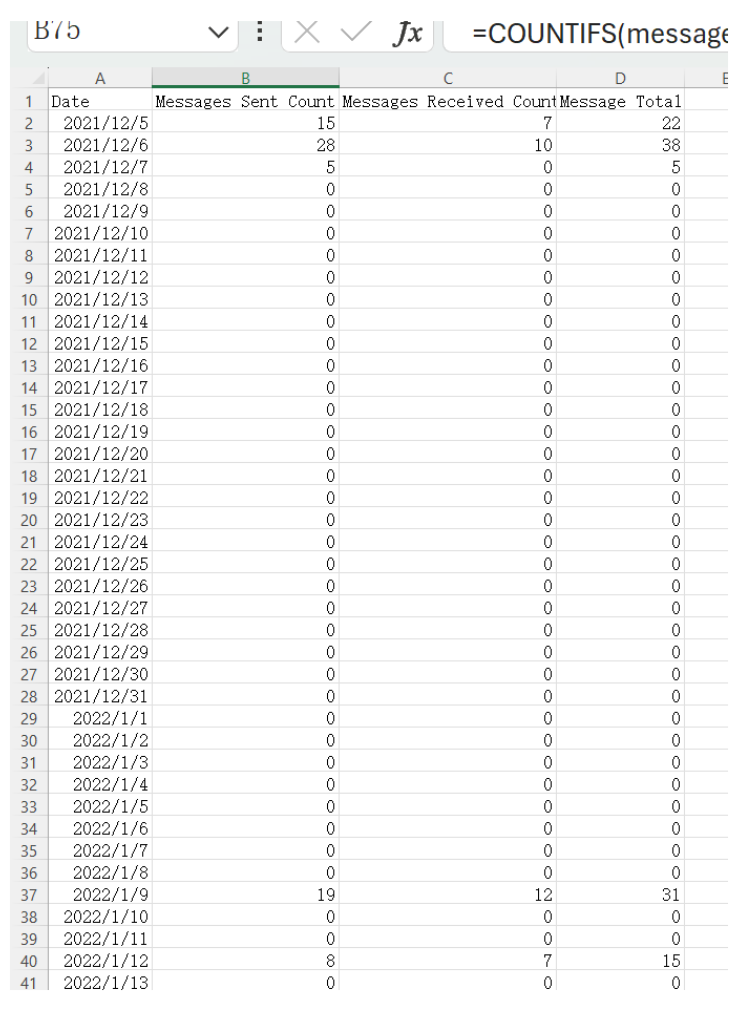 B75 fx =COUNTIFS(message
A B C D E
1 Date Messages Sent Count Messages Received Count Message Total
2 2021/12/5 15 7 22
3 2021/12/6 28 10 38
4 2021/12/7 5 0 5
5 2021/12/8 0 0 0
6 2021/12/9 0 0 0
7 2021/12/10 0 0 0
8 2021/12/11 0 0 0
9 2021/12/12 0 0 0
10 2021/12/13 0 0 0
11 2021/12/14 0 0 0
12 2021/12/15 0 0 0
13 2021/12/16 0 0 0
14 2021/12/17 0 0 0
15 2021/12/18 0 0 0
16 2021/12/19 0 0 0
17 2021/12/20 0 0 0
18 2021/12/21 0 0 0
19 2021/12/22 0 0 0
20 2021/12/23 0 0 0
21 2021/12/24 0 0 0
22 2021/12/25 0 0 0
23 2021/12/26 0 0 0
24 2021/12/27 0 0 0
25 2021/12/28 0 0 0
26 2021/12/29 0 0 0
27 2021/12/30 0 0 0
28 2021/12/31 0 0 0
29 2022/1/1 0 0 0
30 2022/1/2 0 0 0
31 2022/1/3 0 0 0
32 2022/1/4 0 0 0
33 2022/1/5 0 0 0
34 2022/1/6 0 0 0
35 2022/1/7 0 0 0
36 2022/1/8 0 0 0
37 2022/1/9 19 12 31
38 2022/1/10 0 0 0
39 2022/1/11 0 0 0
40 2022/1/12 8 7 15
41 2022/1/13 0 0 0